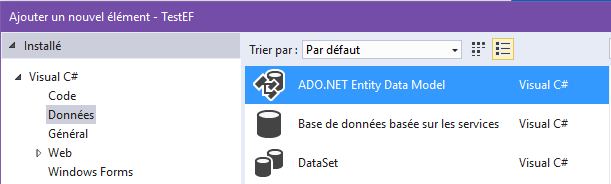 Ajouter un nouvel élément - TestEF
Installé
Trier par : Par défaut
Visual C#
Code
Données
Général
Web
Windows Forms
ADO.NET Entity Data Model Visual C#
Base de données basée sur les services Visual C#
DataSet Visual C#